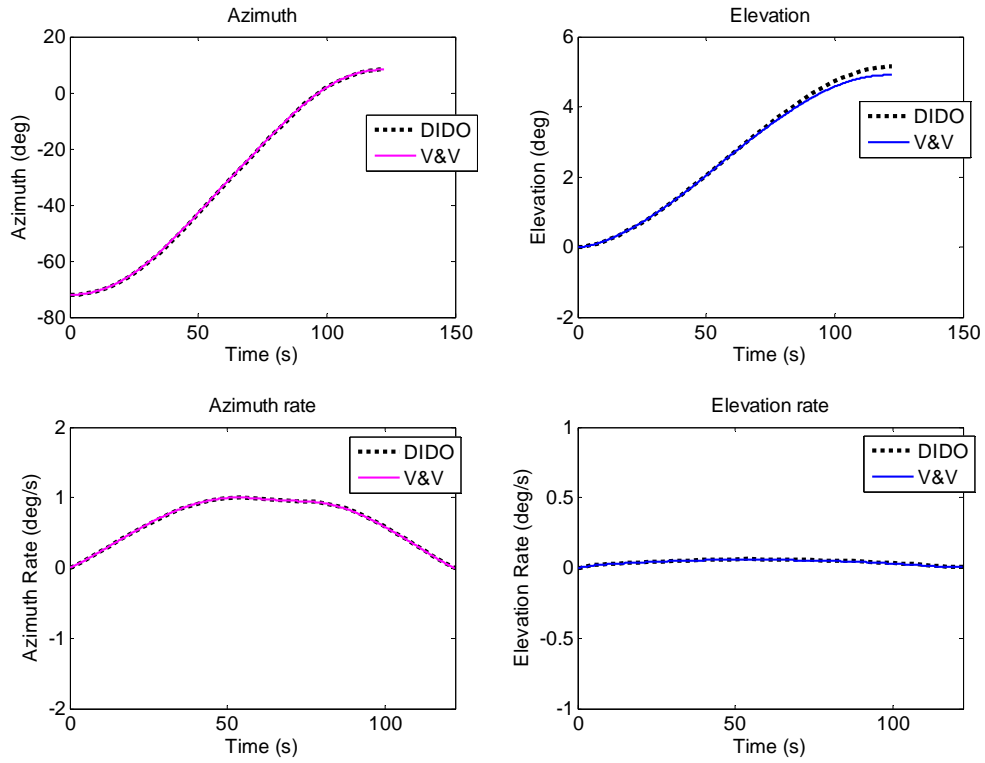 Azimuth
20
0
-20
-40
-60
-80
Azimuth (deg)
DIDO
V&V
0
50
100
150
Time (s)
Elevation
6
4
2
0
-2
Elevation (deg)
DIDO
V&V
0
50
100
150
Time (s)
Azimuth rate
2
1
0
-1
-2
Azimuth Rate (deg/s)
DIDO
V&V
0
50
100
Time (s)
Elevation rate
1
0.5
0
-0.5
-1
Elevation Rate (deg/s)
DIDO
V&V
0
50
100
Time (s)